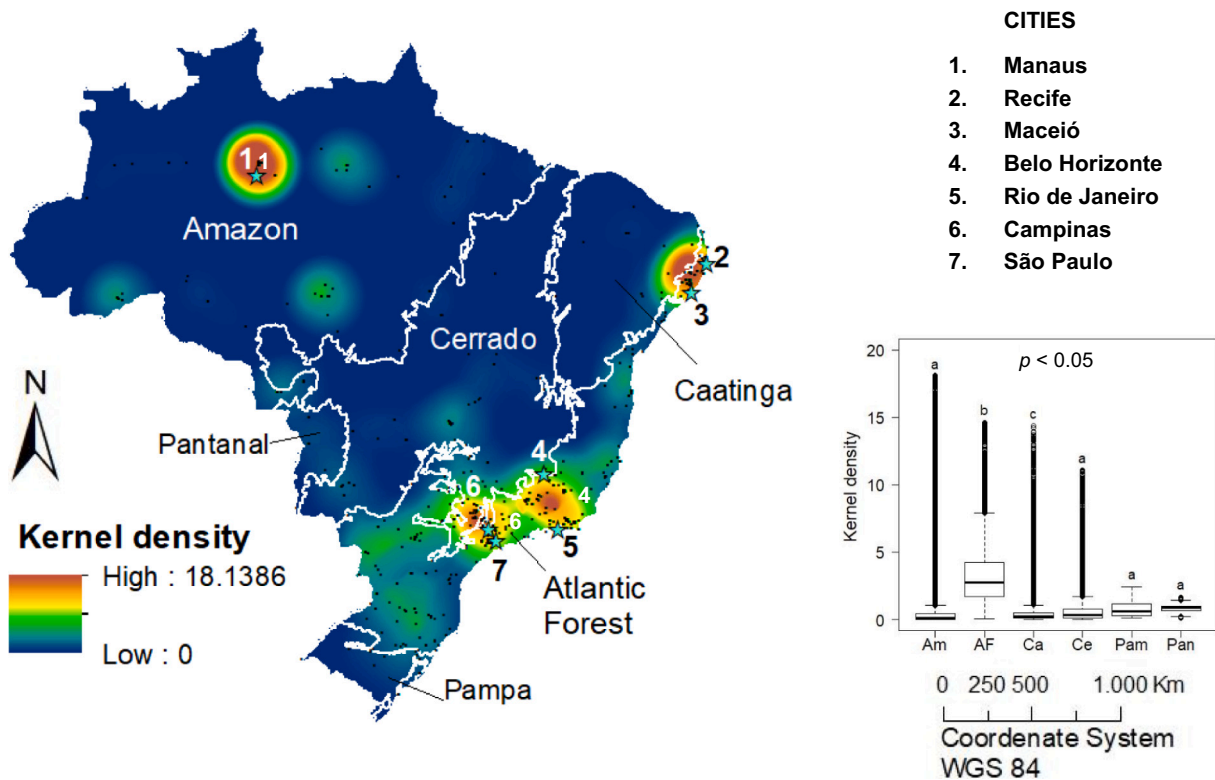 CITIES
1. Manaus
2. Recife
3. Maceió
4. Belo Horizonte
5. Rio de Janeiro
6. Campinas
7. São Paulo
1 1
Amazon
2
3
Cerrado
Caatinga
N
Pantanal
4
6
4
6
5
7
Atlantic
Forest
Pampa
Kernel density
High : 18.1386
Low : 0
p < 0.05
Kernel density
20
15
10
5
0
a
b
c
a
a
a
Am AF Ca Ce Pam Pan
0 250 500 1.000 Km
Coordenate System
WGS 84